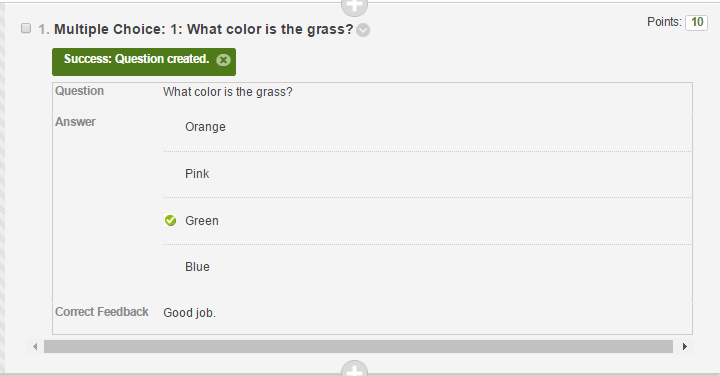 1. Multiple Choice: 1: What color is the grass?
Points: 10
Success: Question created.
Question What color is the grass?
Answer
Orange
Pink
Green
Blue
Correct Feedback Good job.